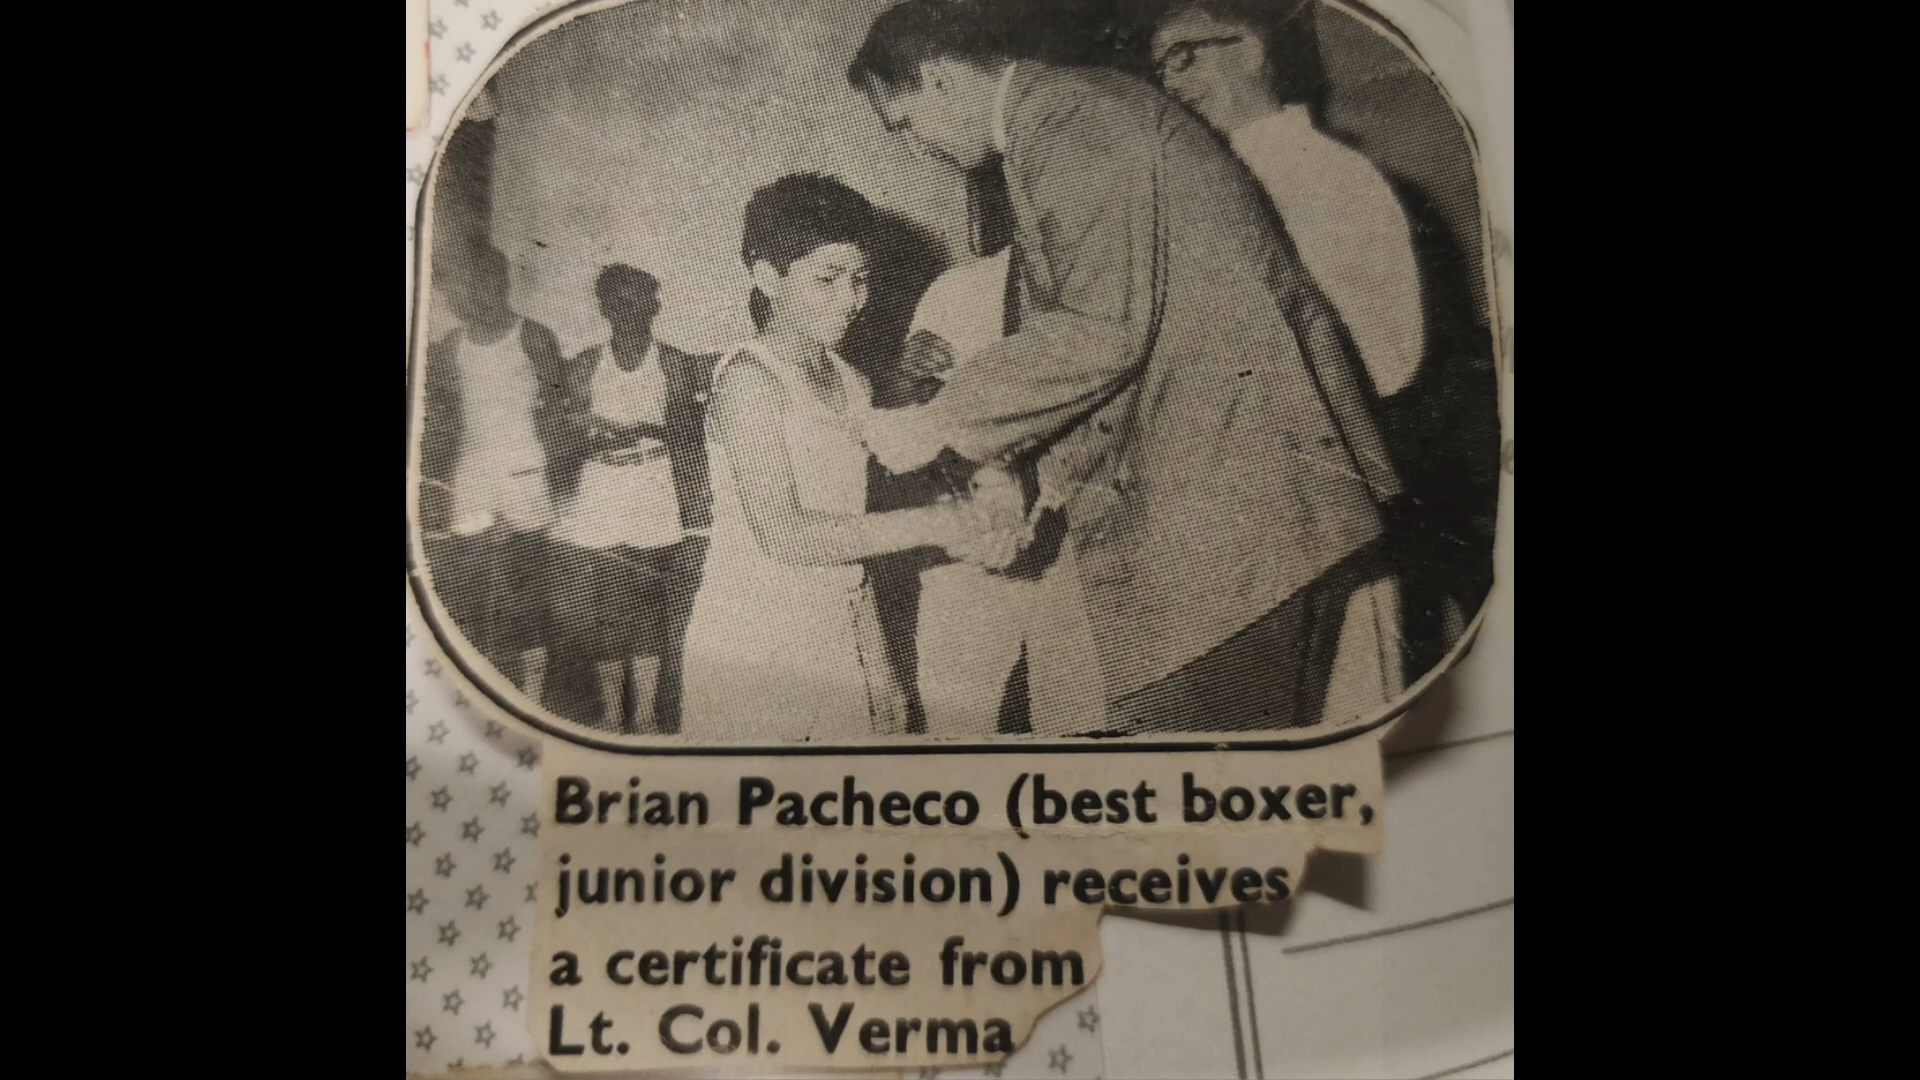 Brian Pacheco (best boxer,
junior division) receives
a certificate from
Lt. Col. Verma